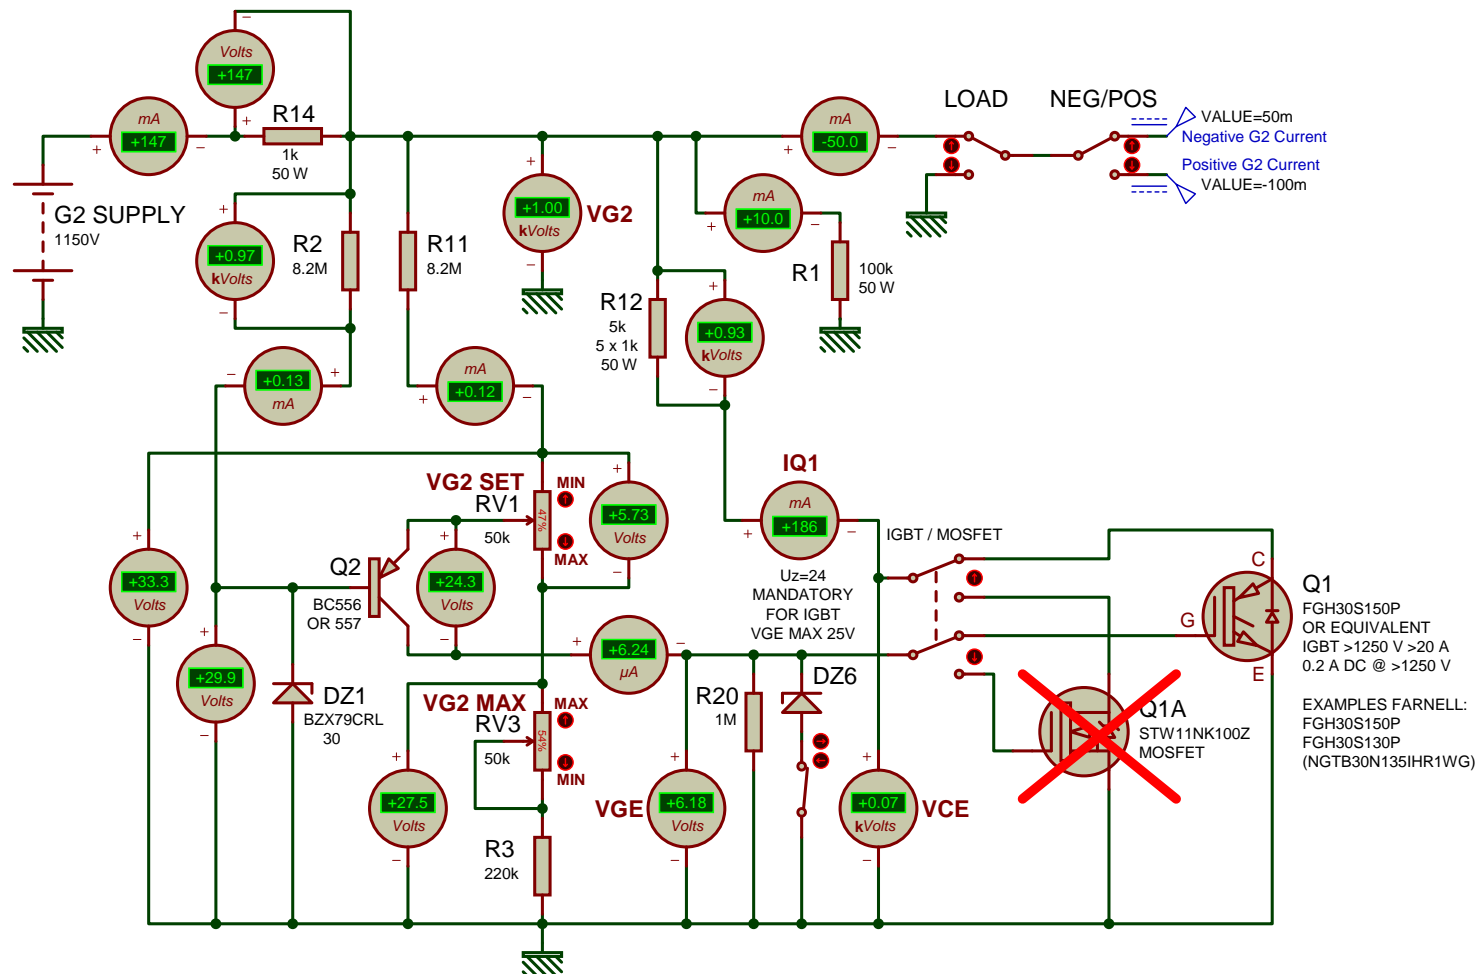 Volts
+147
+
−
mA
+147
+
−
R14
1k
50 W
G2 SUPPLY
1150V
+
+0.97
kVolts
−
R2
8.2M
R11
8.2M
+
+1.00
kVolts
−
VG2
mA
-50.0
+
−
LOAD
NEG/POS
VALUE=50m
Negative G2 Current
Positive G2 Current
VALUE=-100m
mA
+10.0
+
−
R1
100k
50 W
R12
5k
5 x 1k
50 W
+
+0.93
kVolts
−
−
+0.13
mA
+
mA
+0.12
+
−
VG2 SET
RV1
50k
47%
MIN
MAX
+
+5.73
Volts
−
IQ1
mA
+186
+
−
IGBT / MOSFET
Uz=24
MANDATORY
FOR IGBT
VGE MAX 25V
+
+33.3
Volts
−
Q2
BC556
OR 557
+
+24.3
Volts
−
C
G
E
Q1
FGH30S150P
OR EQUIVALENT
IGBT >1250 V >20 A
0.2 A DC @ >1250 V
EXAMPLES FARNELL:
FGH30S150P
FGH30S130P
(NGTB30N135IHR1WG)
+
+29.9
Volts
−
DZ1
BZX79CRL
30
+6.24
µA
+
−
VG2 MAX
RV3
50k
54%
MAX
MIN
R20
1M
DZ6
Q1A
STW11NK100Z
MOSFET
+
+27.5
Volts
−
R3
220k
VGE
+
+6.18
Volts
−
+
+0.07
kVolts
−
VCE